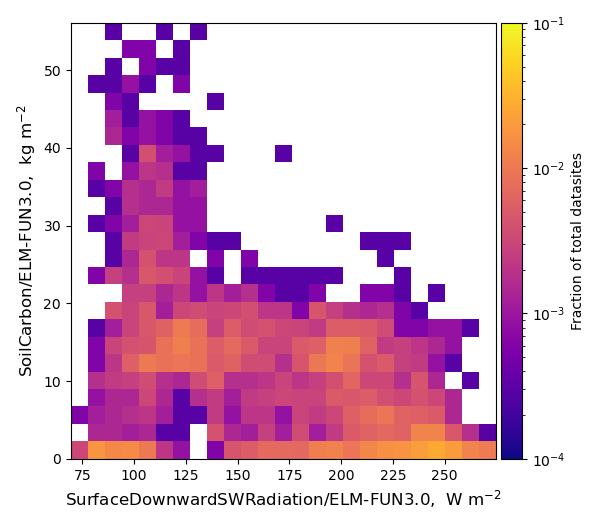 10⁻¹
10⁻²
10⁻³
10⁻⁴
Fraction of total datasites
50
40
30
20
10
0
SoilCarbon/ELM-FUN3.0, kg m⁻²
75 100 125 150 175 200 225 250
SurfaceDownwardSWRadiation/ELM-FUN3.0, W m⁻²